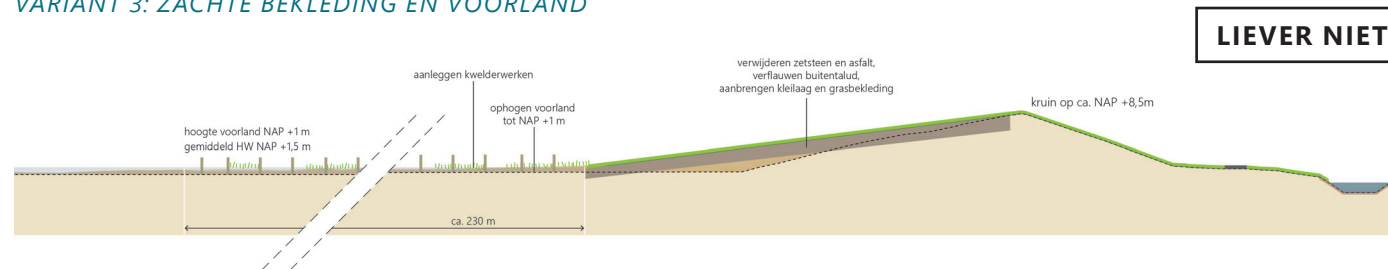 VARIANT 3: ZACHTE BEKLEDING EN VOORLAND
LIEVER NIET
verwijderen zetsteen en asfalt,
verflauwen buitentalud,
aanbrengen kleilaag en grasbekleding
aanleggen kwelderwerken
ophogen voorland
tot NAP +1 m
kruin op ca. NAP +8,5m
hoogte voorland NAP +1 m
gemiddeld HW NAP +1,5 m
ca. 230 m